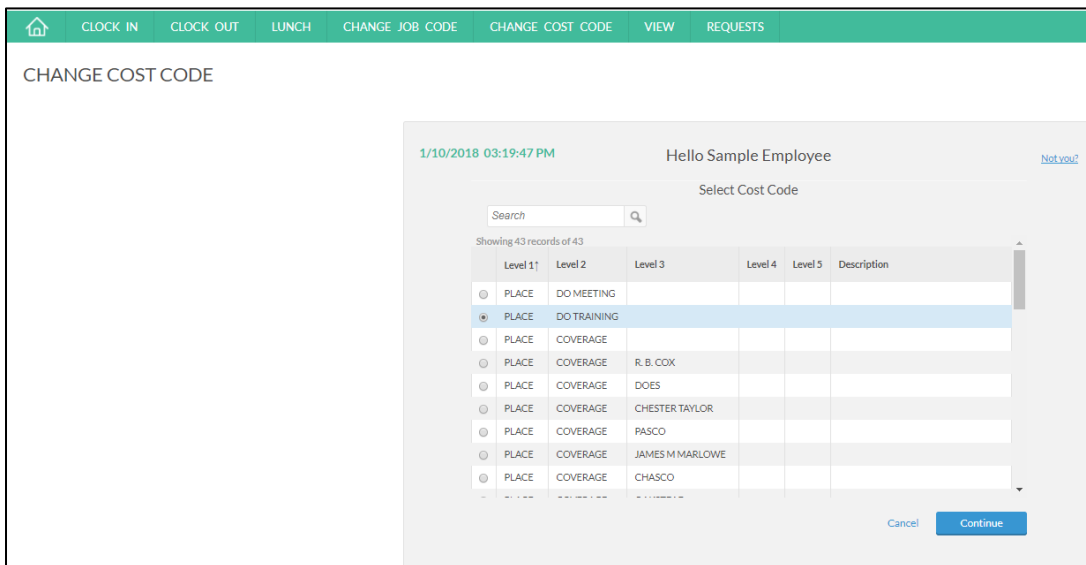 CLOCK IN CLOCK OUT LUNCH CHANGE JOB CODE CHANGE COST CODE VIEW REQUESTS
CHANGE COST CODE
1/10/2018 03:19:47 PM Hello Sample Employee Not you?
Select Cost Code
Search
Showing 43 records of 43
Level 1↑ Level 2 Level 3 Level 4 Level 5 Description
PLACE DO MEETING
PLACE DO TRAINING
PLACE COVERAGE
PLACE COVERAGE R. B. COX
PLACE COVERAGE DOES
PLACE COVERAGE CHESTER TAYLOR
PLACE COVERAGE PASCO
PLACE COVERAGE JAMES M MARLOWE
PLACE COVERAGE CHASCO
Cancel Continue